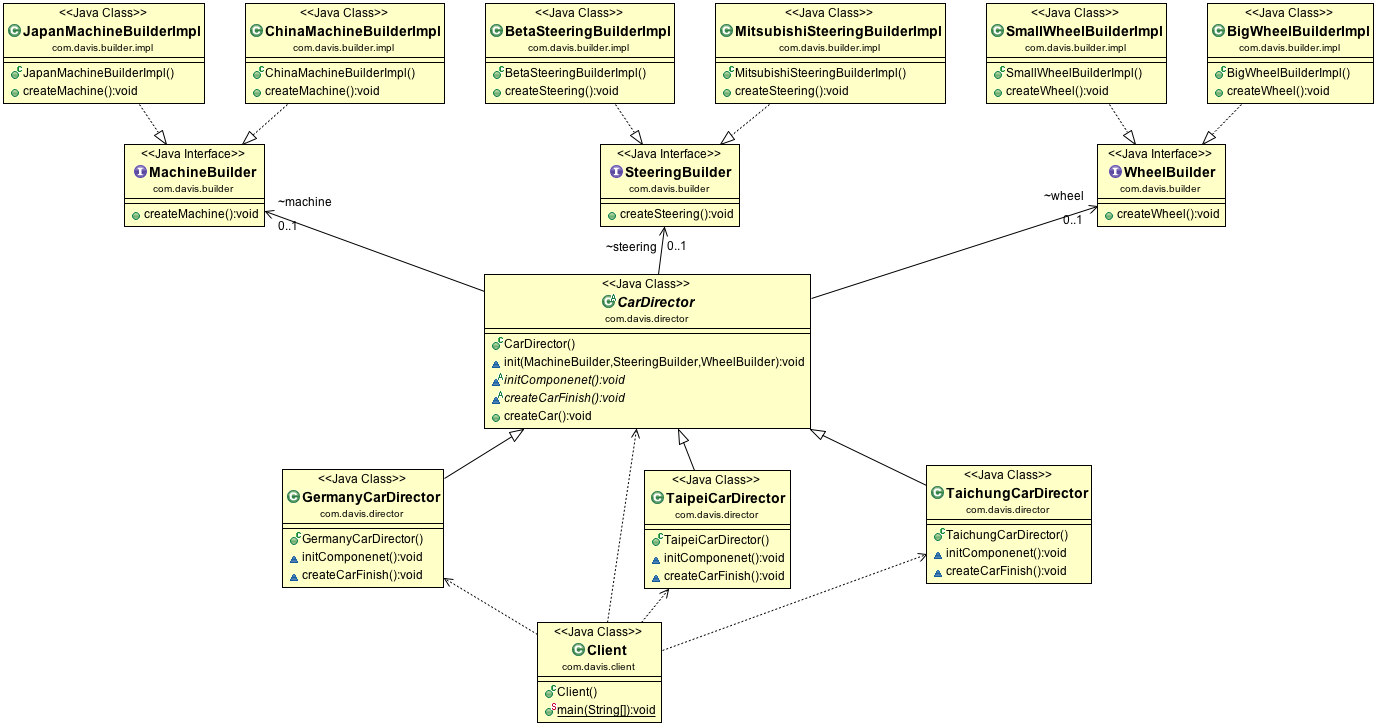 <<Java Class>>
JapanMachineBuilderImpl
com.davis.builder.impl
JapanMachineBuilderImpl()
createMachine():void
<<Java Class>>
ChinaMachineBuilderImpl
com.davis.builder.impl
ChinaMachineBuilderImpl()
createMachine():void
<<Java Class>>
BetaSteeringBuilderImpl
com.davis.builder.impl
BetaSteeringBuilderImpl()
createSteering():void
<<Java Class>>
MitsubishiSteeringBuilderImpl
com.davis.builder.impl
MitsubishiSteeringBuilderImpl()
createSteering():void
<<Java Class>>
SmallWheelBuilderImpl
com.davis.builder.impl
SmallWheelBuilderImpl()
createWheel():void
<<Java Class>>
BigWheelBuilderImpl
com.davis.builder.impl
BigWheelBuilderImpl()
createWheel():void
<<Java Interface>>
MachineBuilder
com.davis.builder
createMachine():void
<<Java Interface>>
SteeringBuilder
com.davis.builder
createSteering():void
<<Java Interface>>
WheelBuilder
com.davis.builder
createWheel():void
~machine
0..1
~steering
0..1
~wheel
0..1
<<Java Class>>
CarDirector
com.davis.director
CarDirector()
init(MachineBuilder,SteeringBuilder,WheelBuilder):void
initComponenet():void
createCarFinish():void
createCar():void
<<Java Class>>
GermanyCarDirector
com.davis.director
GermanyCarDirector()
initComponenet():void
createCarFinish():void
<<Java Class>>
TaipeiCarDirector
com.davis.director
TaipeiCarDirector()
initComponenet():void
createCarFinish():void
<<Java Class>>
TaichungCarDirector
com.davis.director
TaichungCarDirector()
initComponenet():void
createCarFinish():void
<<Java Class>>
Client
com.davis.client
Client()
main(String[]):void